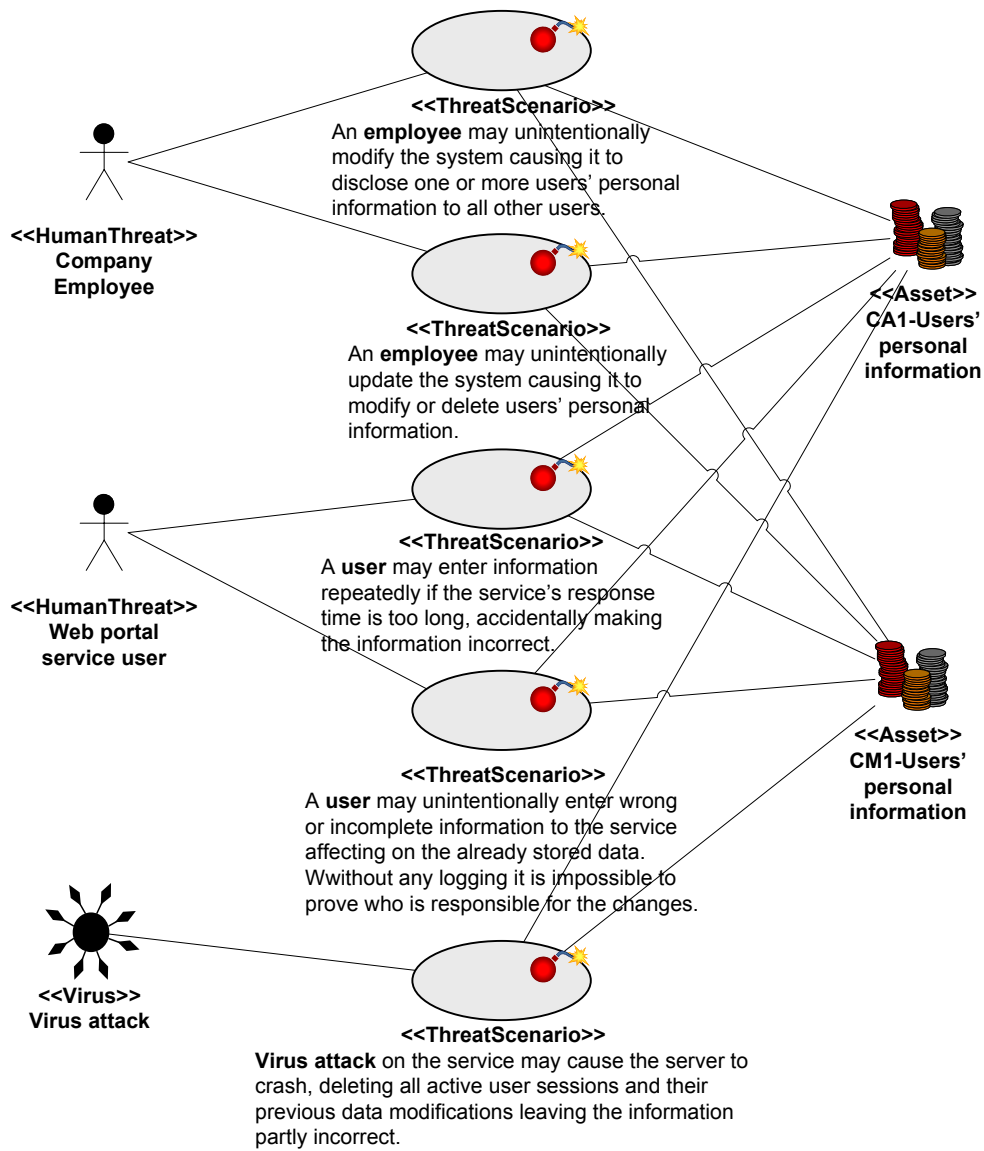 <<ThreatScenario>>
An employee may unintentionally
modify the system causing it to
disclose one or more users' personal
information to all other users.
<<HumanThreat>>
Company
Employee
<<Asset>>
CA1-Users'
personal
information
<<ThreatScenario>>
An employee may unintentionally
update the system causing it to
modify or delete users' personal
information.
<<ThreatScenario>>
A user may enter information
repeatedly if the service's response
time is too long, accidentally making
the information incorrect.
<<HumanThreat>>
Web portal
service user
<<Asset>>
CM1-Users'
personal
information
<<ThreatScenario>>
A user may unintentionally enter wrong
or incomplete information to the service
affecting on the already stored data.
Wwithout any logging it is impossible to
prove who is responsible for the changes.
<<Virus>>
Virus attack
<<ThreatScenario>>
Virus attack on the service may cause the server to
crash, deleting all active user sessions and their
previous data modifications leaving the information
partly incorrect.